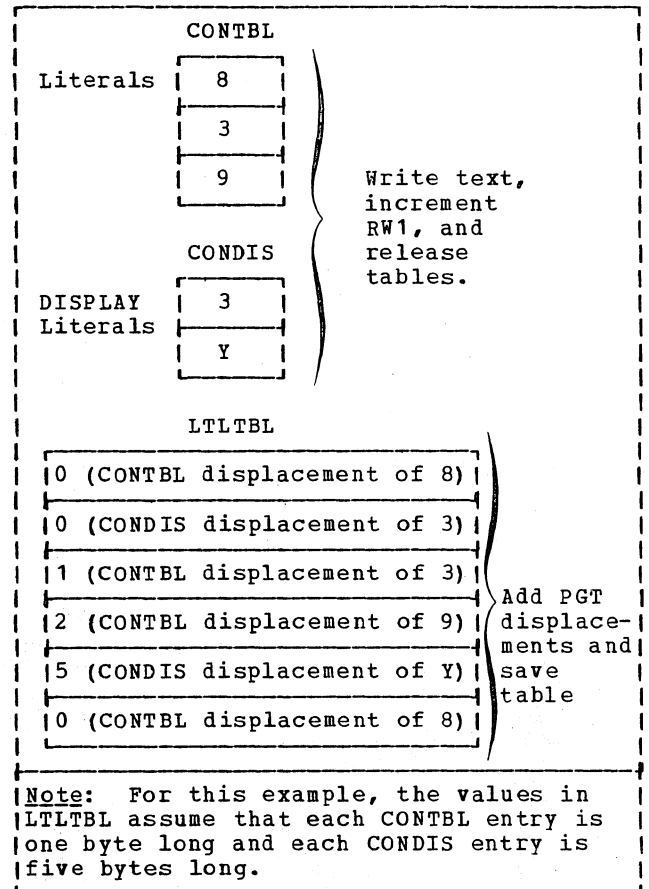 CONTBL
Literals 8
3
9
Write text,
increment
RW1, and
release
tables.
CONDIS
DISPLAY
Literals
3
Y
LTLTBL
0 (CONTBL displacement of 8)
0 (CONDIS displacement of 3)
1 (CONTBL displacement of 3)
2 (CONTBL displacement of 9)
5 (CONDIS displacement of Y)
0 (CONTBL displacement of 8)
Add PGT
displace-
ments and
save
table
Note: For this example, the values in
LTLTBL assume that each CONTBL entry is
one byte long and each CONDIS entry is
five bytes long.